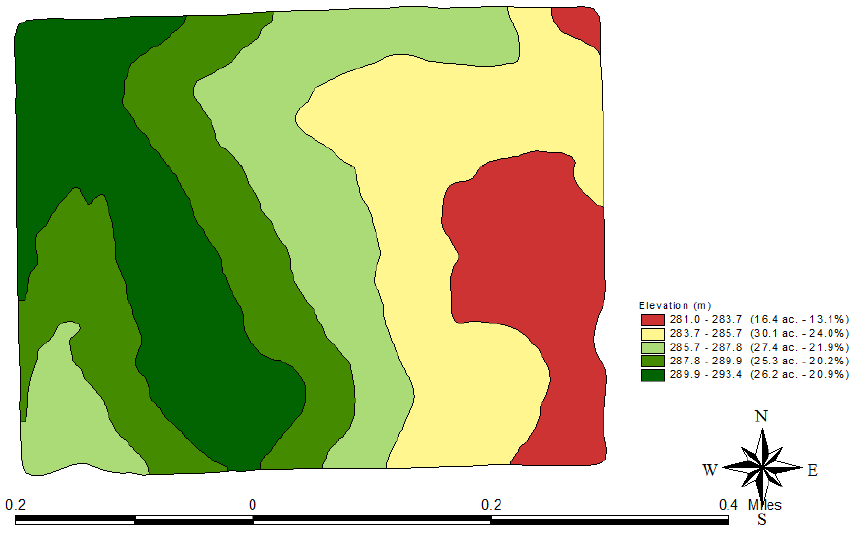 Elevation (m)
281.0 - 283.7 (16.4 ac. - 13.1%)
283.7 - 285.7 (30.1 ac. - 24.0%)
285.7 - 287.8 (27.4 ac. - 21.9%)
287.8 - 289.9 (25.3 ac. - 20.2%)
289.9 - 293.4 (26.2 ac. - 20.9%)
N
W E
S
0.2 0 0.2 0.4 Miles